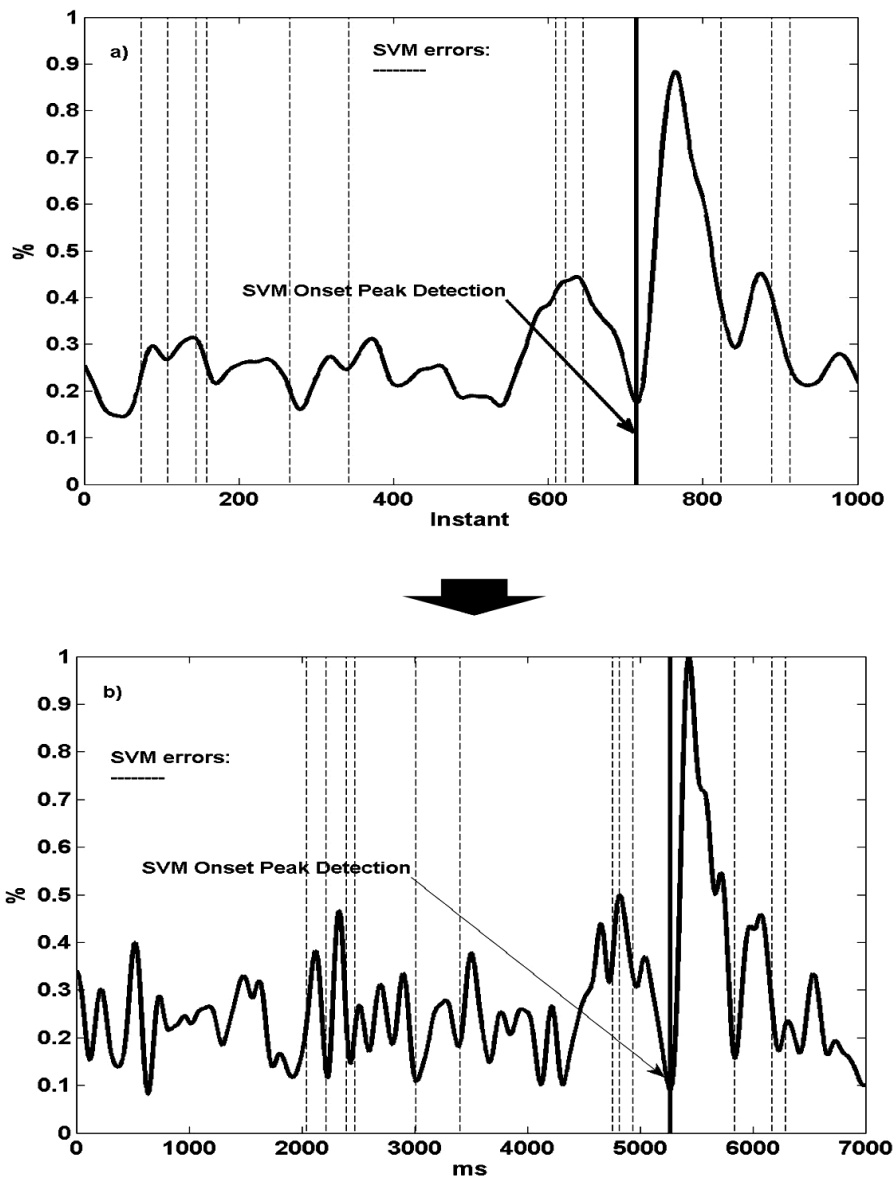 1
0.9
0.8
0.7
0.6
0.5
0.4
0.3
0.2
0.1
0
%
a)
SVM errors:
--------
SVM Onset Peak Detection
0 200 400 600 800 1000
Instant
1
0.9
0.8
0.7
0.6
0.5
0.4
0.3
0.2
0.1
0
%
b)
SVM errors:
--------
SVM Onset Peak Detection
0 1000 2000 3000 4000 5000 6000 7000
ms